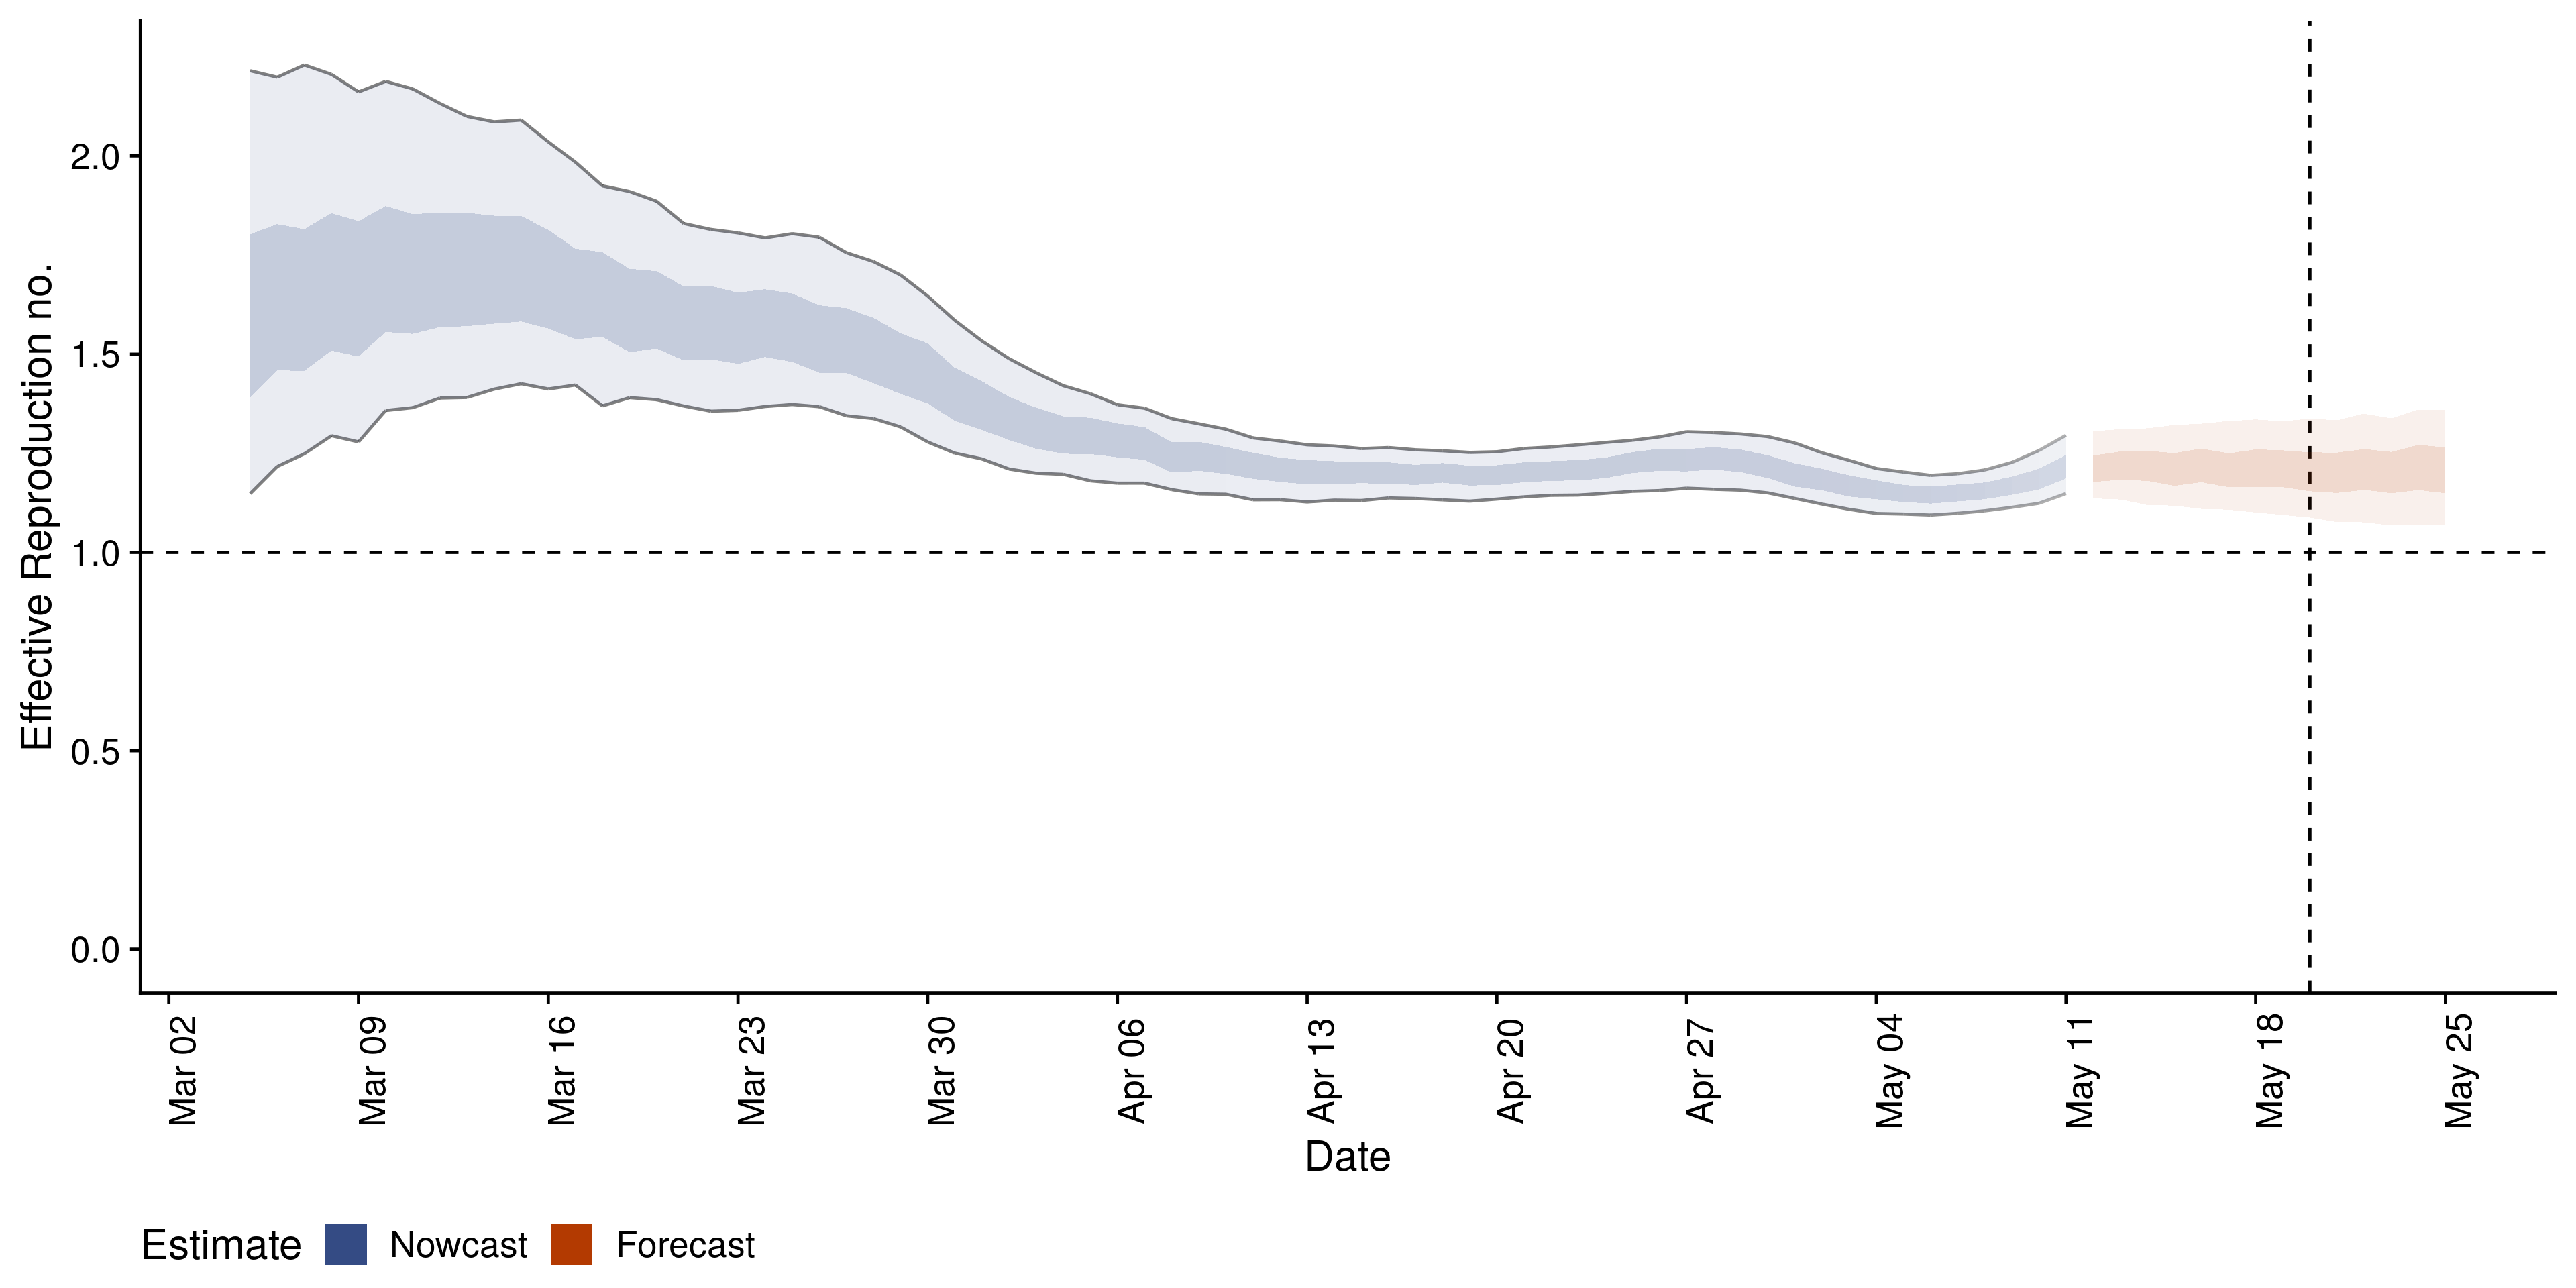 Effective Reproduction no.
2.0
1.5
1.0
0.5
0.0
Mar 02
Mar 09
Mar 16
Mar 23
Mar 30
Apr 06
Apr 13
Apr 20
Apr 27
May 04
May 11
May 18
May 25
Date
Estimate Nowcast Forecast